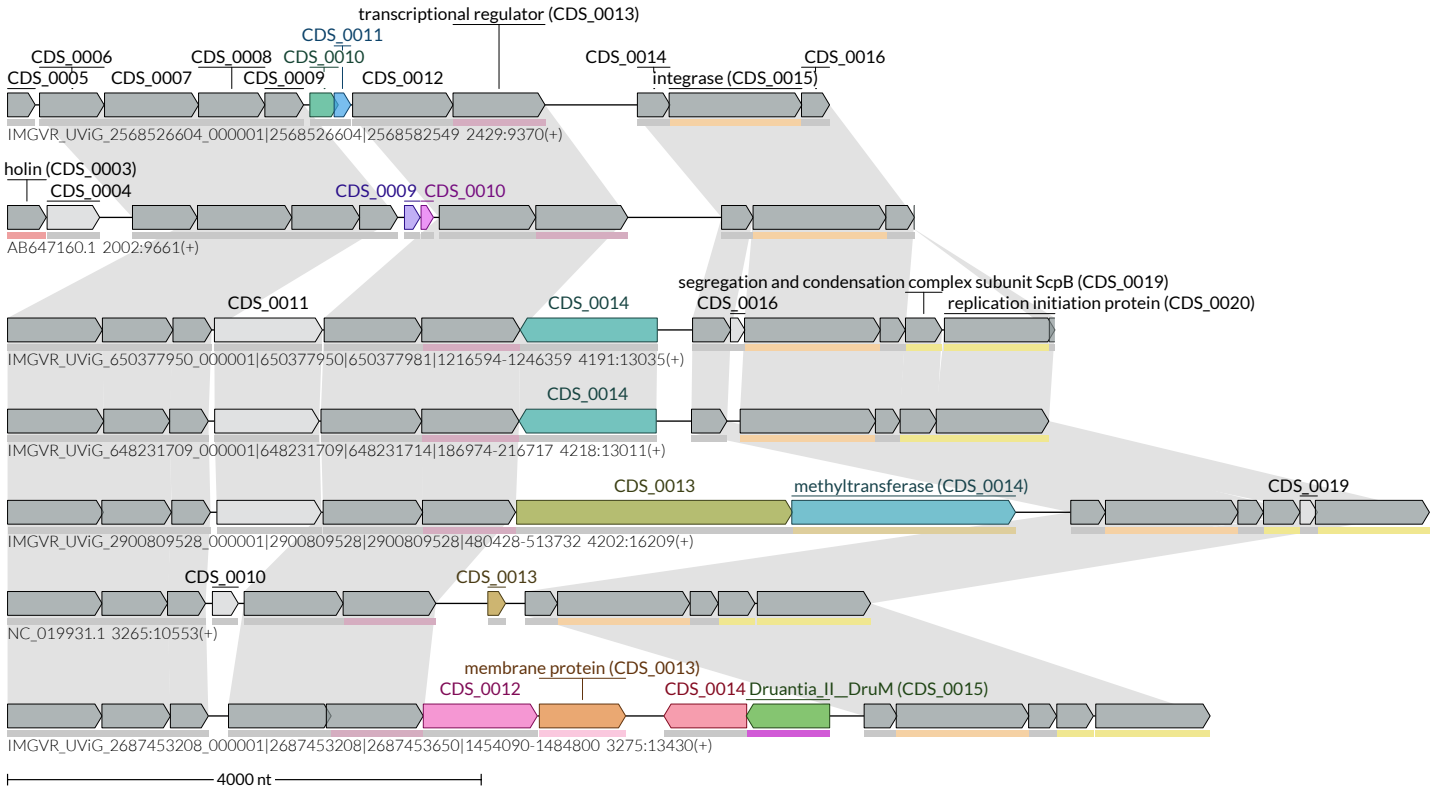 transcriptional regulator (CDS_0013)
CDS_0011
CDS_0006 CDS_0008 CDS_0010 CDS_0014 CDS_0016
CDS_0005 CDS_0007 CDS_0009 CDS_0012 integrase (CDS_0015)
IMGVR_UViG_2568526604_000001|2568526604|2568582549 2429:9370(+)
holin (CDS_0003)
CDS_0004 CDS_0009 CDS_0010
AB647160.1 2002:9661(+)
segregation and condensation complex subunit ScpB (CDS_0019)
CDS_0011 CDS_0014 CDS_0016 replication initiation protein (CDS_0020)
IMGVR_UViG_650377950_000001|650377950|650377981|1216594-1246359 4191:13035(+)
CDS_0014
IMGVR_UViG_648231709_000001|648231709|648231714|186974-216717 4218:13011(+)
CDS_0013 methyltransferase (CDS_0014) CDS_0019
IMGVR_UViG_2900809528_000001|2900809528|2900809528|480428-513732 4202:16209(+)
CDS_0010 CDS_0013
NC_019931.1 3265:10553(+)
membrane protein (CDS_0013)
CDS_0012 CDS_0014 Druantia_II__DruM (CDS_0015)
IMGVR_UViG_2687453208_000001|2687453208|2687453650|1454090-1484800 3275:13430(+)
4000 nt